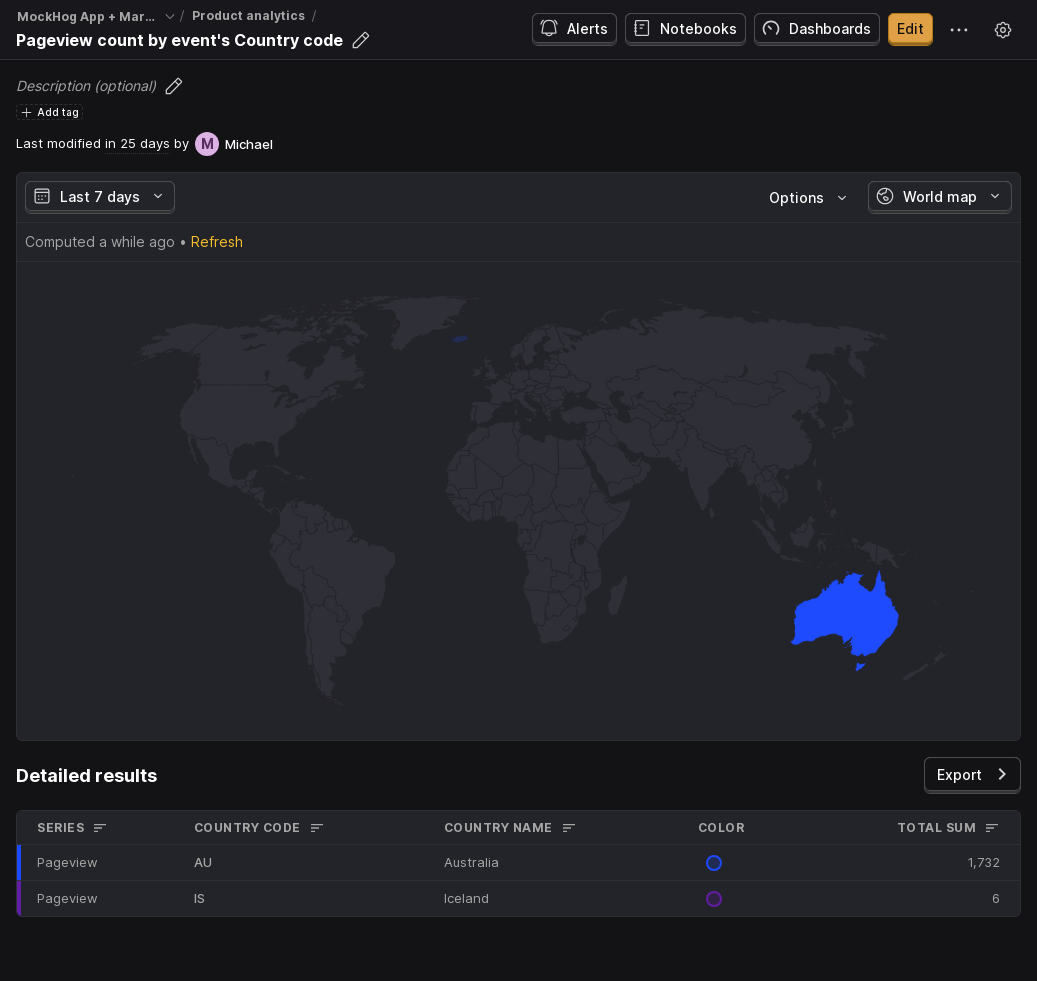 MockHog App + Mar... / Product analytics /
Pageview count by event's Country code
Alerts
Notebooks
Dashboards
Edit
Description (optional)
Add tag
Last modified in 25 days by M Michael
Last 7 days
Options
World map
Computed a while ago • Refresh
Detailed results
Export
SERIES COUNTRY CODE COUNTRY NAME COLOR TOTAL SUM
Pageview AU Australia 1,732
Pageview IS Iceland 6